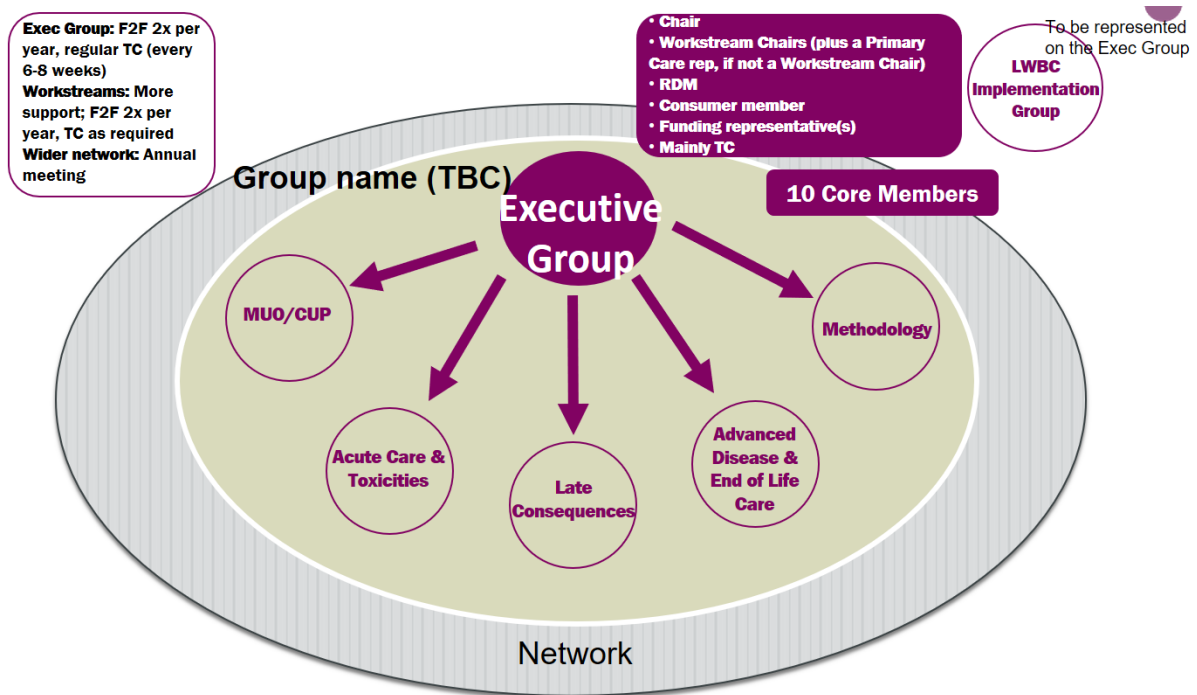 Exec Group: F2F 2x per
year, regular TC (every
6-8 weeks)
Workstreams: More
support; F2F 2x per
year, TC as required
Wider network: Annual
meeting
• Chair
• Workstream Chairs (plus a Primary
Care rep, if not a Workstream Chair)
• RDM
• Consumer member
• Funding representative(s)
• Mainly TC
To be represented
on the Exec Group
LWBC
Implementation
Group
Group name (TBC)
10 Core Members
Executive
Group
MUO/CUP
Methodology
Acute Care &
Toxicities
Late
Consequences
Advanced
Disease &
End of Life
Care
Network